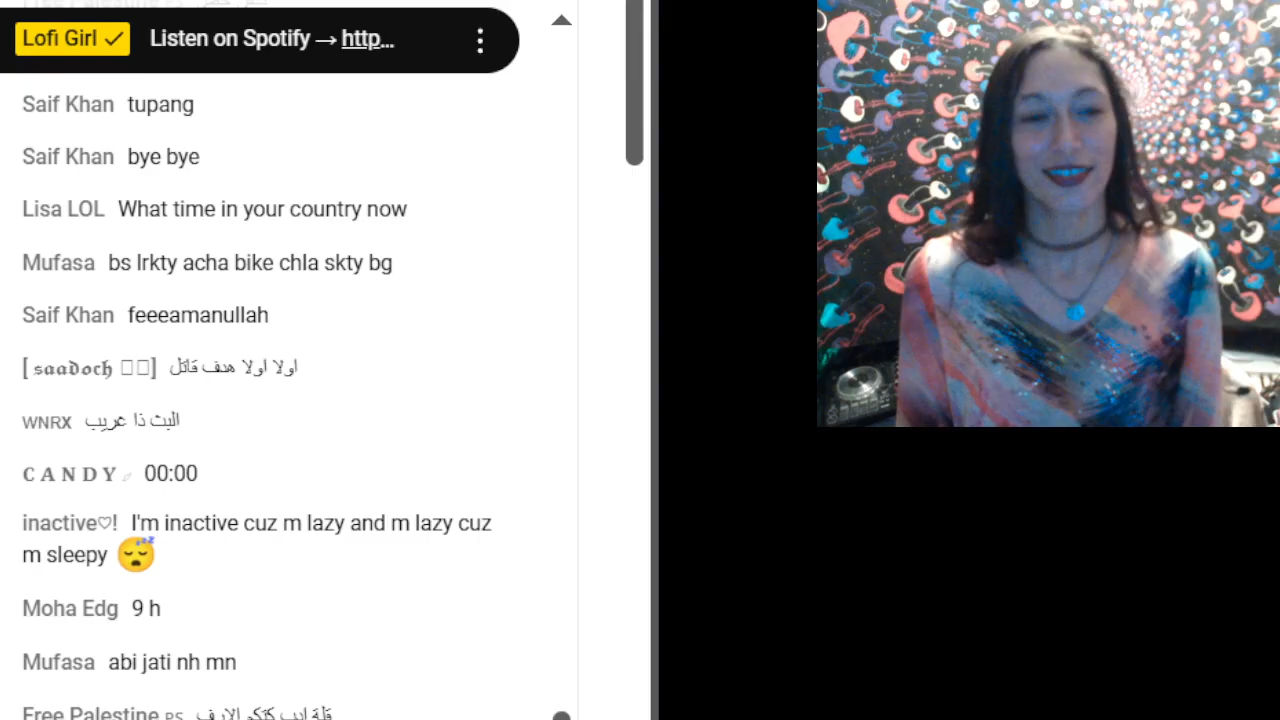 Lofi Girl ✓ Listen on Spotify → http...
Saif Khan tupang
Saif Khan bye bye
Lisa LOL What time in your country now
Mufasa bs lrkty acha bike chla skty bg
Saif Khan feeeamanullah
[ 𝖘𝖆𝖆𝖉𝖔𝖈𝖍 ] اولا اولا هدف قاتل
WNRX البث ذا غريب
C A N D Y 00:00
inactive♡! I'm inactive cuz m lazy and m lazy cuz
m sleepy 😴
Moha Edg 9 h
Mufasa abi jati nh mn
Free Palestine PS